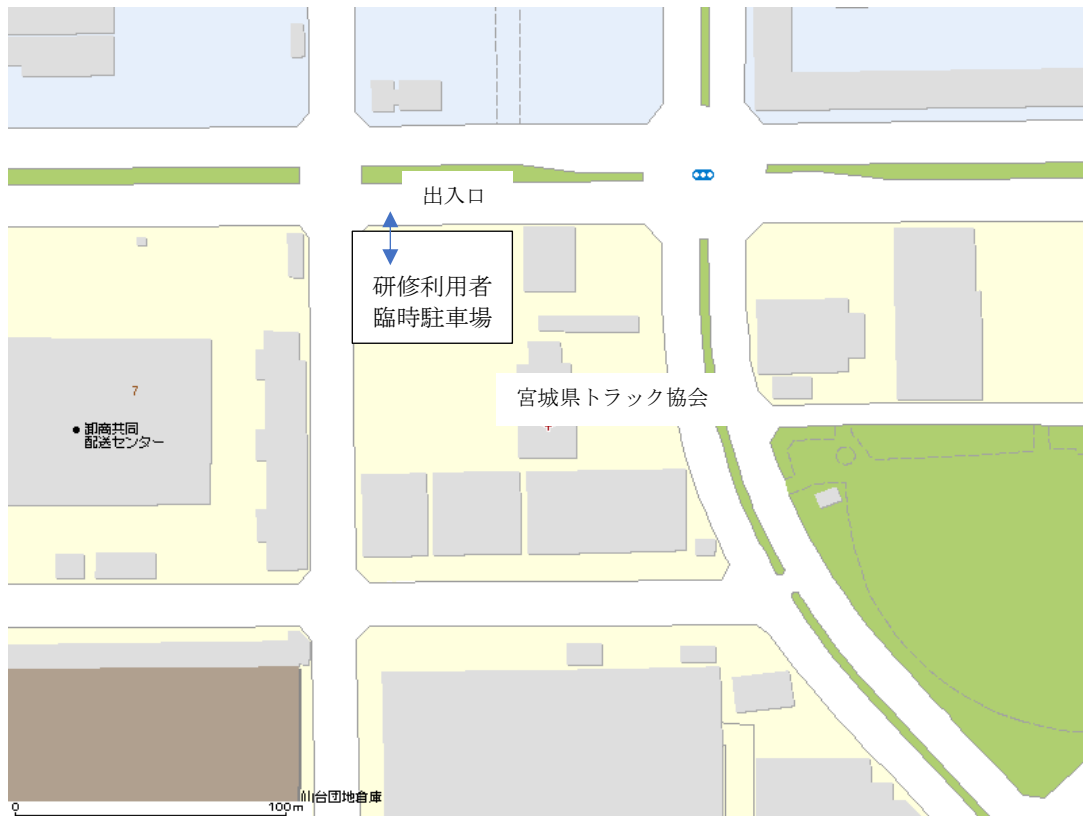 出入口
研修利用者
臨時駐車場
宮城県トラック協会
7
卸商共同
配送センター
台団地倉庫
0
100m